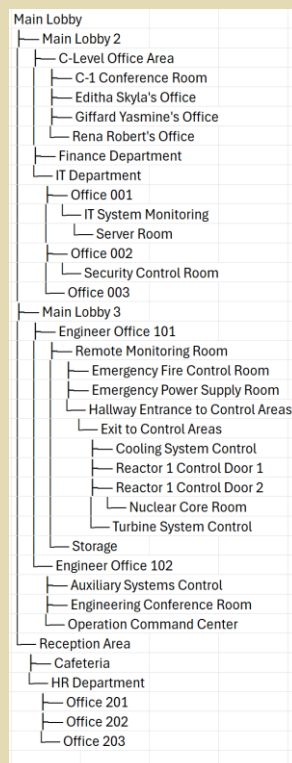 Main Lobby
Main Lobby 2
C-Level Office Area
C-1 Conference Room
Editha Skyla's Office
Giffard Yasmine's Office
Rena Robert's Office
Finance Department
IT Department
Office 001
IT System Monitoring
Server Room
Office 002
Security Control Room
Office 003
Main Lobby 3
Engineer Office 101
Remote Monitoring Room
Emergency Fire Control Room
Emergency Power Supply Room
Hallway Entrance to Control Areas
Exit to Control Areas
Cooling System Control
Reactor 1 Control Door 1
Reactor 1 Control Door 2
Nuclear Core Room
Turbine System Control
Storage
Engineer Office 102
Auxiliary Systems Control
Engineering Conference Room
Operation Command Center
Reception Area
Cafeteria
HR Department
Office 201
Office 202
Office 203